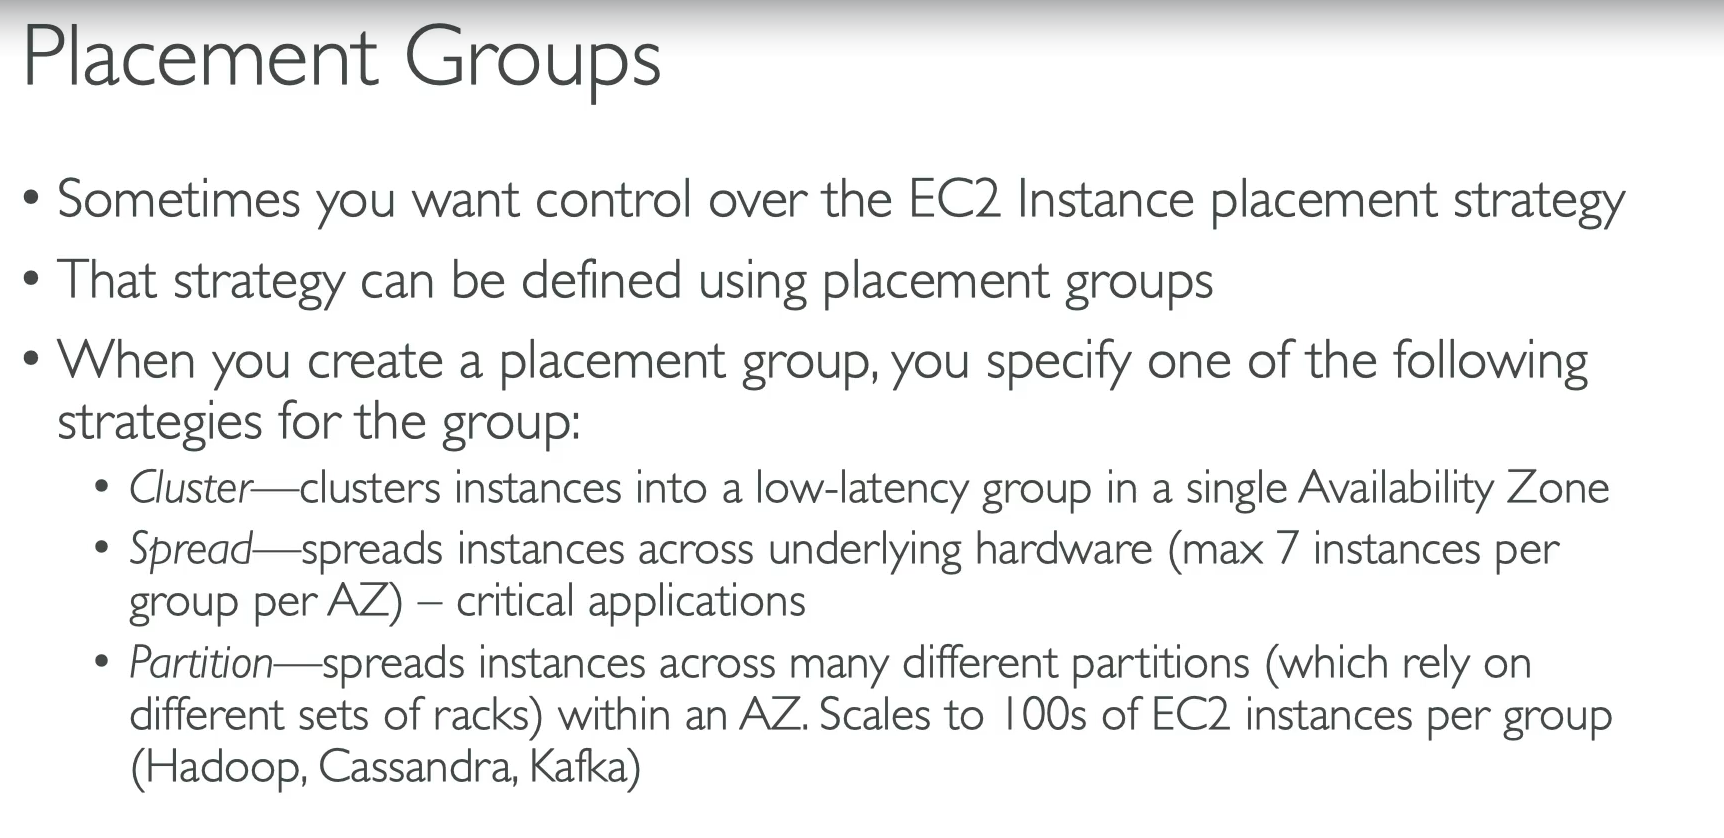 Placement Groups
• Sometimes you want control over the EC2 Instance placement strategy
• That strategy can be defined using placement groups
• When you create a placement group, you specify one of the following
strategies for the group:
• Cluster—clusters instances into a low-latency group in a single Availability Zone
• Spread—spreads instances across underlying hardware (max 7 instances per
group per AZ) – critical applications
• Partition—spreads instances across many different partitions (which rely on
different sets of racks) within an AZ. Scales to 100s of EC2 instances per group
(Hadoop, Cassandra, Kafka)